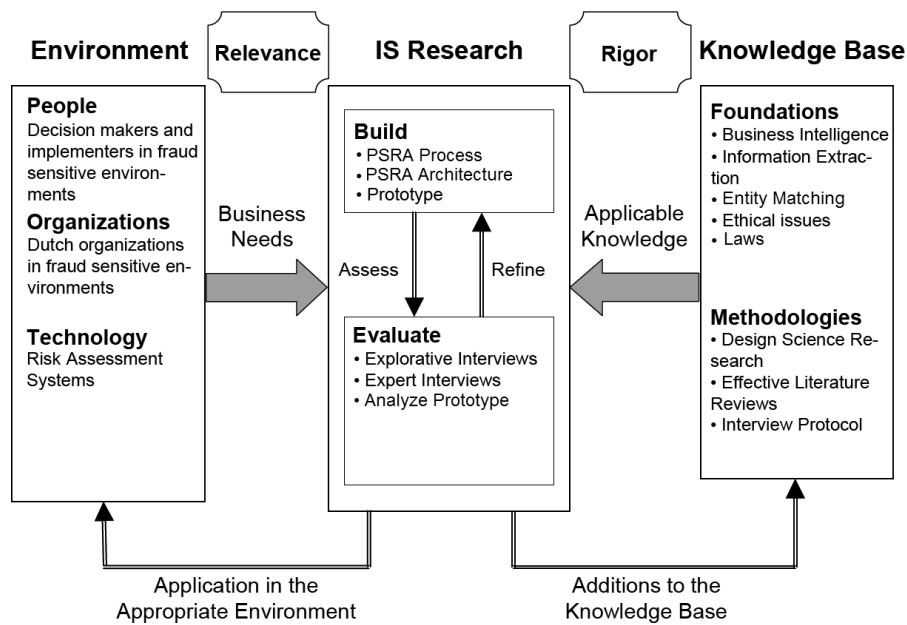 Environment
Relevance
IS Research
Rigor
Knowledge Base
People
Decision makers and
implementers in fraud
sensitive environ-
ments
Organizations
Dutch organizations
in fraud sensitive en-
vironments
Technology
Risk Assessment
Systems
Business
Needs
Build
• PSRA Process
• PSRA Architecture
• Prototype
Assess
Refine
Evaluate
• Explorative Interviews
• Expert Interviews
• Analyze Prototype
Applicable
Knowledge
Foundations
• Business Intelligence
• Information Extrac-
tion
• Entity Matching
• Ethical issues
• Laws
Methodologies
• Design Science Re-
search
• Effective Literature
Reviews
• Interview Protocol
Application in the
Appropriate Environment
Additions to the
Knowledge Base